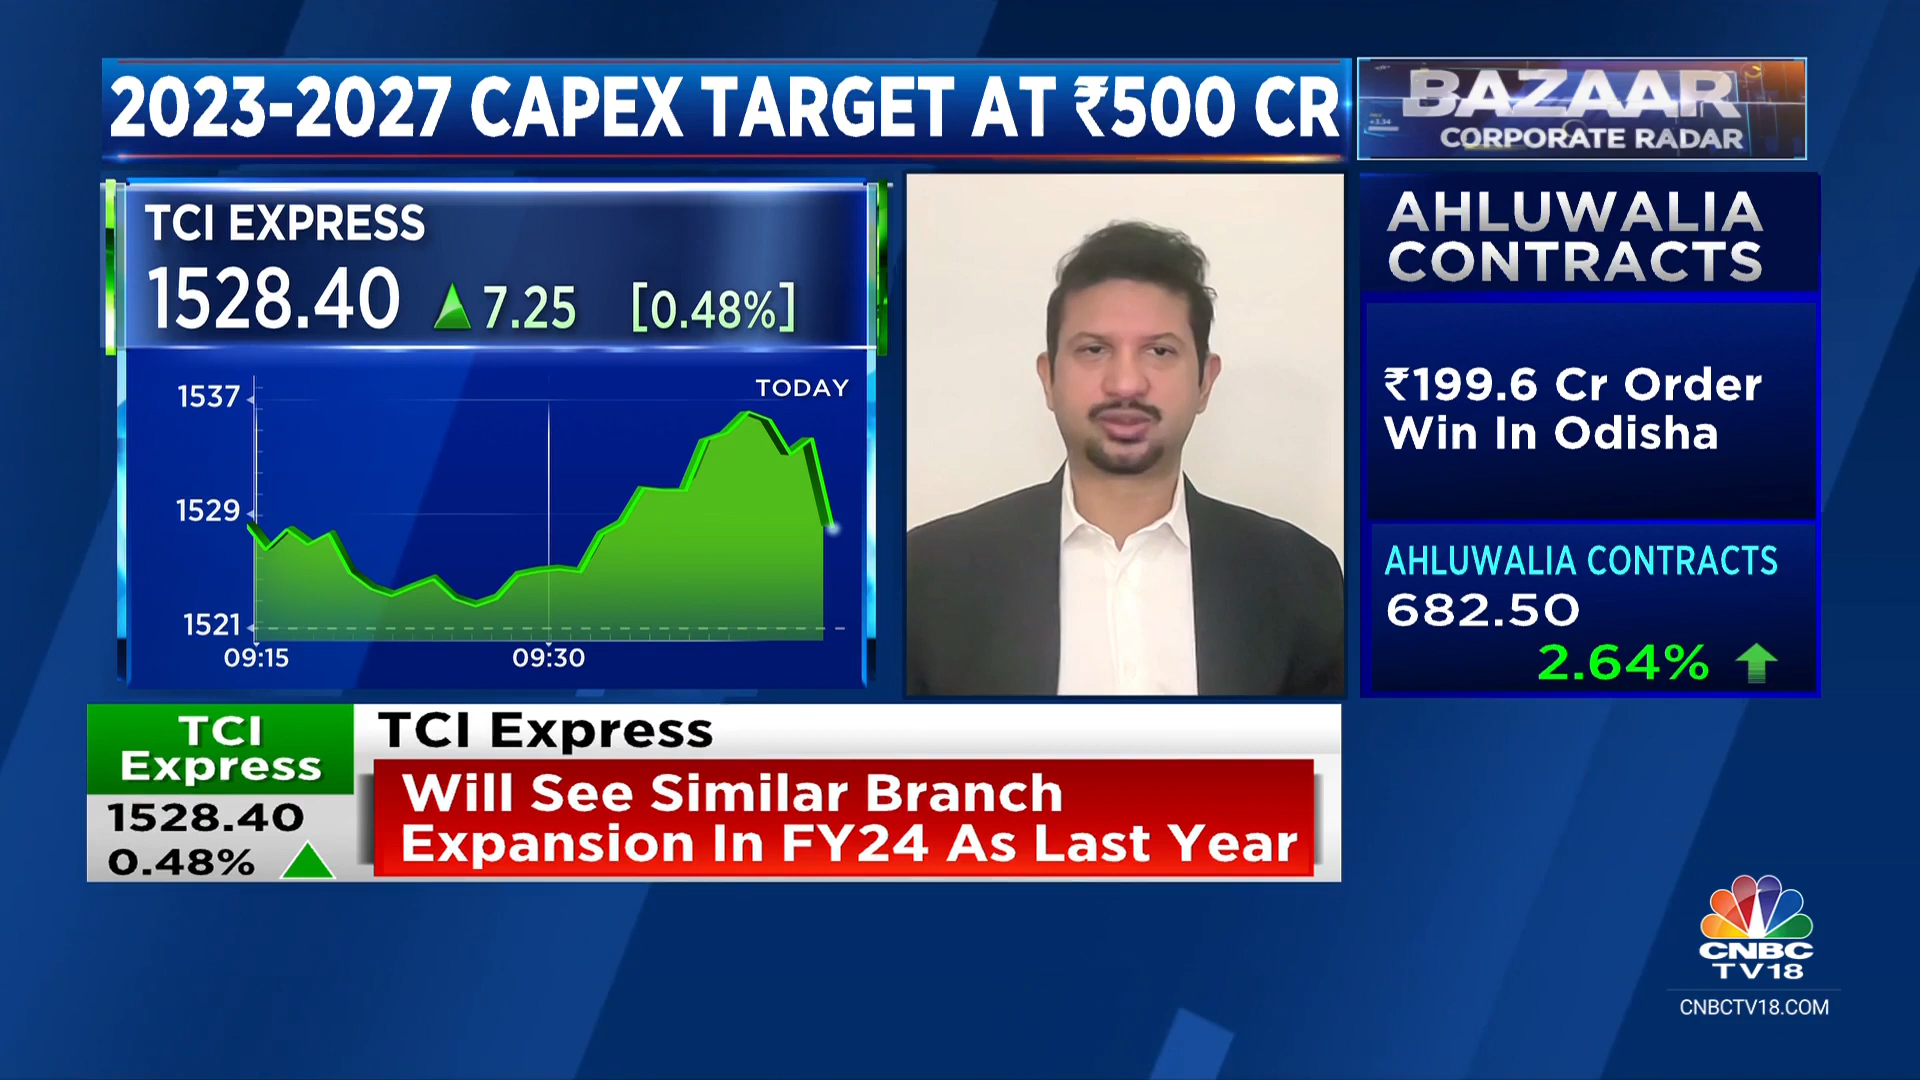 2023-2027 CAPEX TARGET AT ₹500 CR
BAZAAR
CORPORATE RADAR
TCI EXPRESS
1528.40 ▲ 7.25 [0.48%]
TODAY
1537
1529
1521
09:15 09:30
AHLUWALIA
CONTRACTS
₹199.6 Cr Order
Win In Odisha
AHLUWALIA CONTRACTS
682.50
2.64%
TCI
Express
1528.40
0.48%
TCI Express
Will See Similar Branch
Expansion In FY24 As Last Year
CNBC
TV18
CNBCTV18.COM